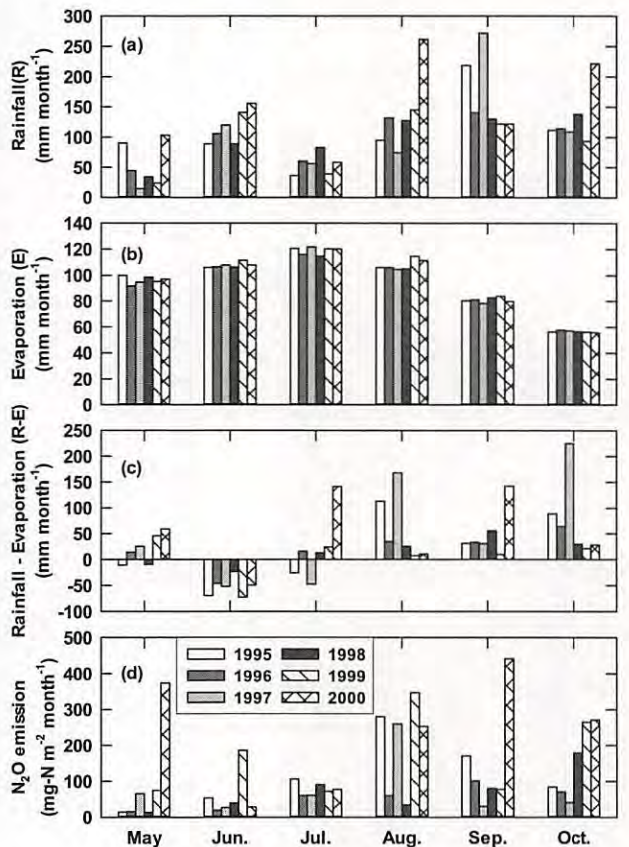 300
250
200
150
100
50
0
Rainfall(R)
(mm month⁻¹)
(a)
120
100
80
60
40
20
0
Evaporation (E)
(mm month⁻¹)
(b)
250
200
150
100
50
0
-50
-100
Rainfall - Evaporation (R-E)
(mm month⁻¹)
(c)
500
400
300
200
100
0
N₂O emission
(mg-N m⁻² month⁻¹)
(d)
1995
1996
1997
1998
1999
2000
May Jun. Jul. Aug. Sep. Oct.